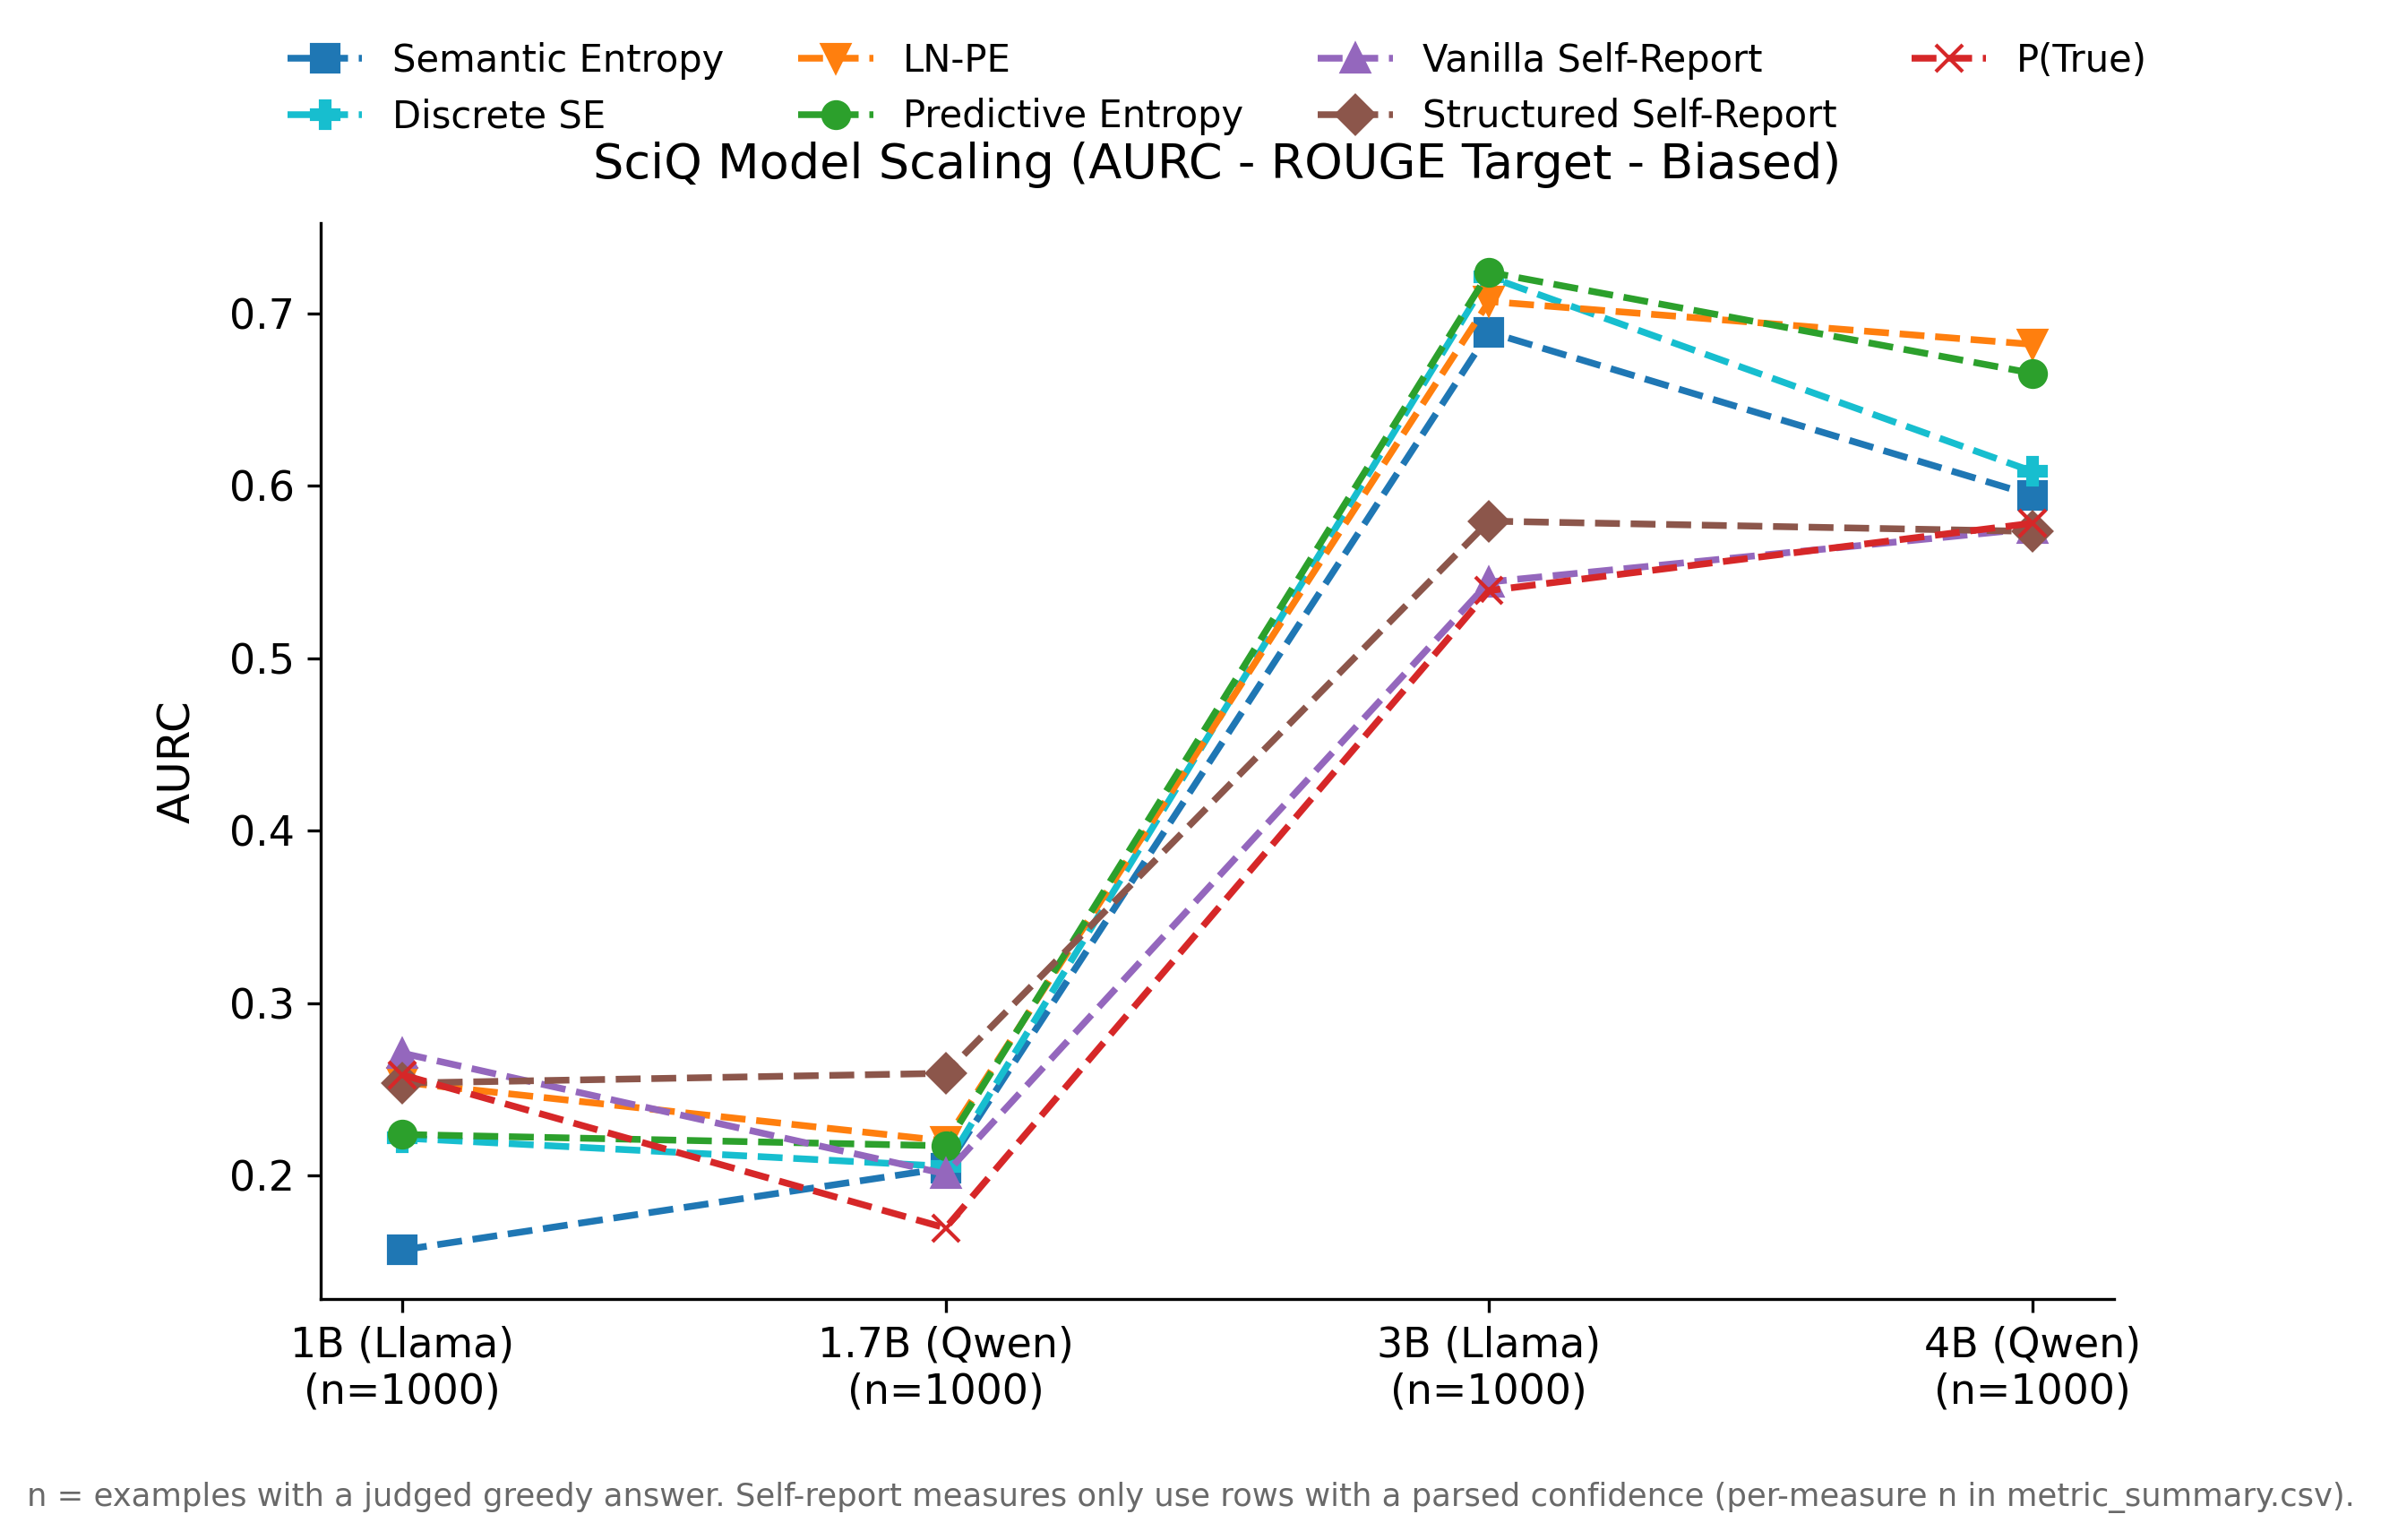 Semantic Entropy
Discrete SE
LN-PE
Predictive Entropy
Vanilla Self-Report
Structured Self-Report
P(True)
SciQ Model Scaling (AURC - ROUGE Target - Biased)
AURC
0.7
0.6
0.5
0.4
0.3
0.2
1B (Llama)
(n=1000)
1.7B (Qwen)
(n=1000)
3B (Llama)
(n=1000)
4B (Qwen)
(n=1000)
n = examples with a judged greedy answer. Self-report measures only use rows with a parsed confidence (per-measure n in metric_summary.csv).